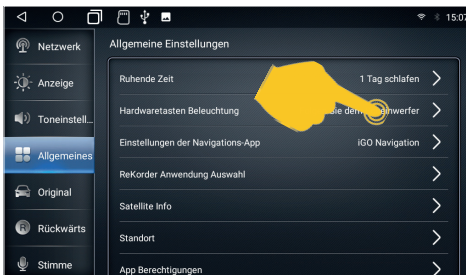 15:07
Netzwerk
Allgemeine Einstellungen
Anzeige
Ruhende Zeit
1 Tag schlafen
Hardwaretasten Beleuchtung
Toneinstell...
Einstellungen der Navigations-App
iGO Navigation
Allgemeines
ReKorder Anwendung Auswahl
Original
Satellite Info
Rückwärts
Standort
Stimme
App Berechtigungen